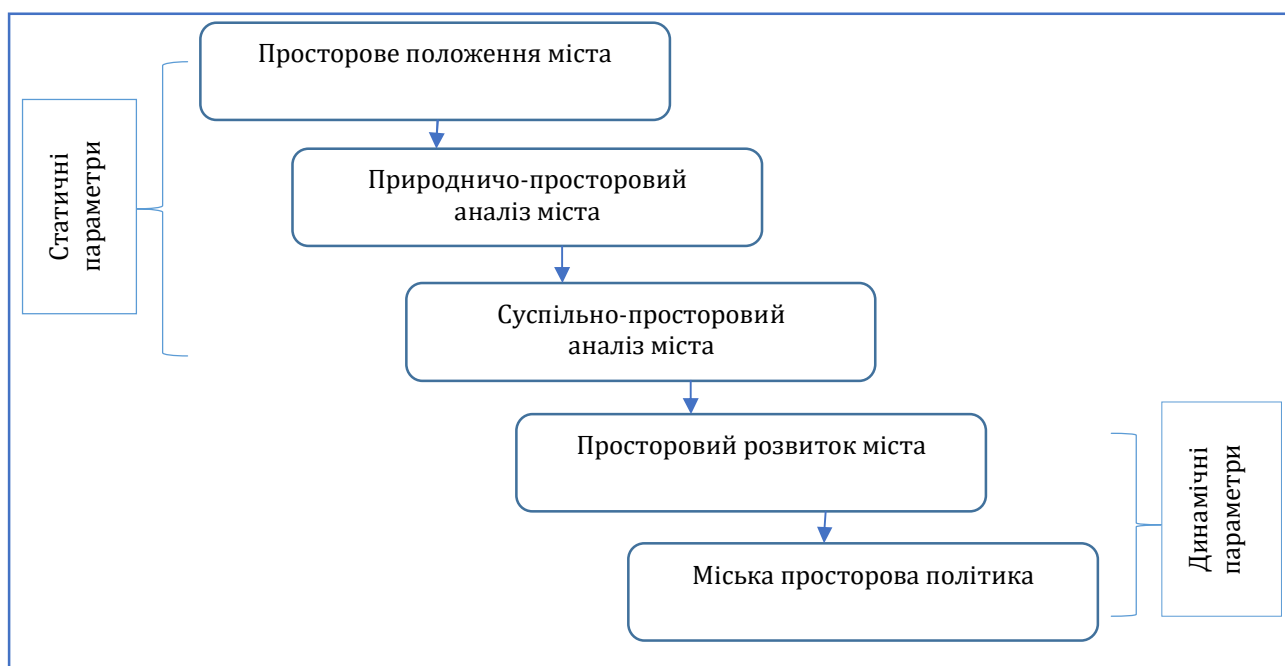 Просторове положення міста
Статичні
параметри
Природничо-просторовий
аналіз міста
Суспільно-просторовий
аналіз міста
Просторовий розвиток міста
Міська просторова політика
Динамічні
параметри